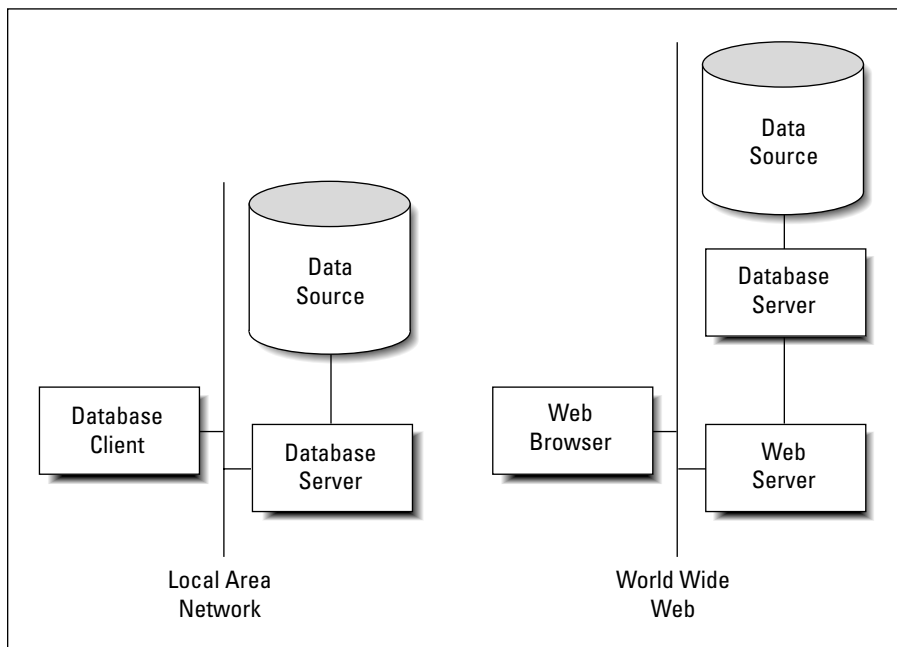 Data
Source
Database
Client
Database
Server
Local Area
Network
Data
Source
Database
Server
Web
Browser
Web
Server
World Wide
Web